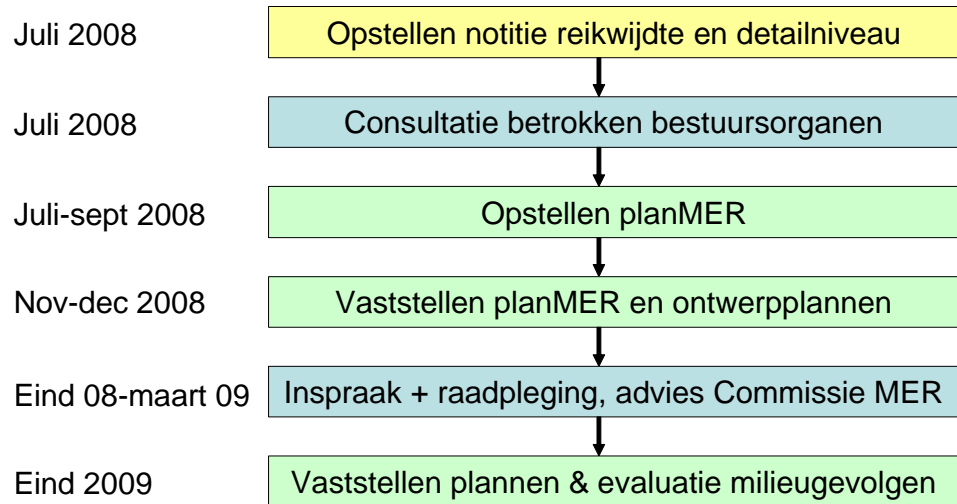 Juli 2008 Opstellen notitie reikwijdte en detailniveau
Juli 2008 Consultatie betrokken bestuursorganen
Juli-sept 2008 Opstellen planMER
Nov-dec 2008 Vaststellen planMER en ontwerpplannen
Eind 08-maart 09 Inspraak + raadpleging, advies Commissie MER
Eind 2009 Vaststellen plannen & evaluatie milieugevolgen